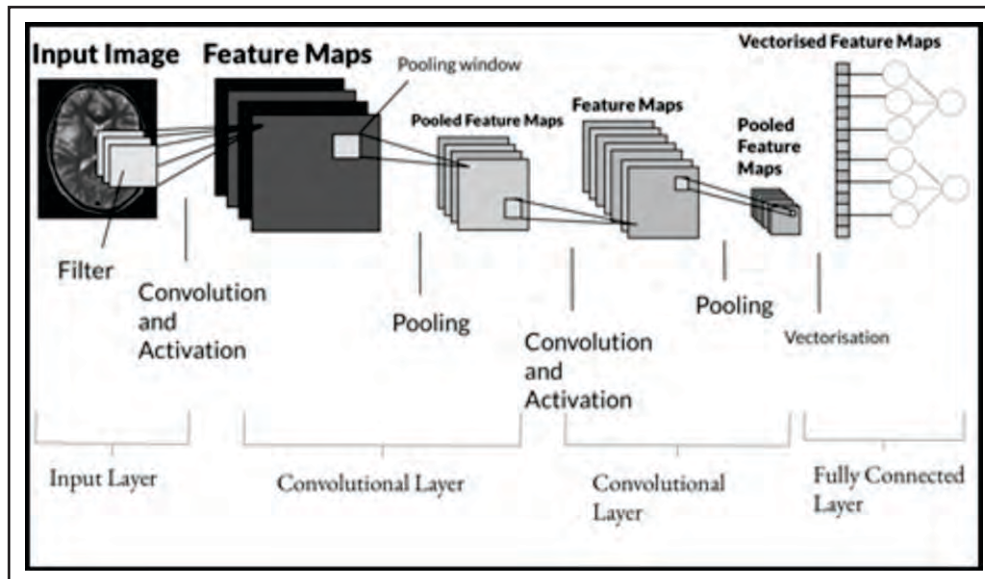 Input Image
Feature Maps
Pooling window
Vectorised Feature Maps
Pooled Feature Maps
Feature Maps
Pooled
Feature
Maps
Filter
Convolution
and
Activation
Pooling
Convolution
and
Activation
Pooling
Vectorisation
Input Layer
Convolutional Layer
Convolutional
Layer
Fully Connected
Layer